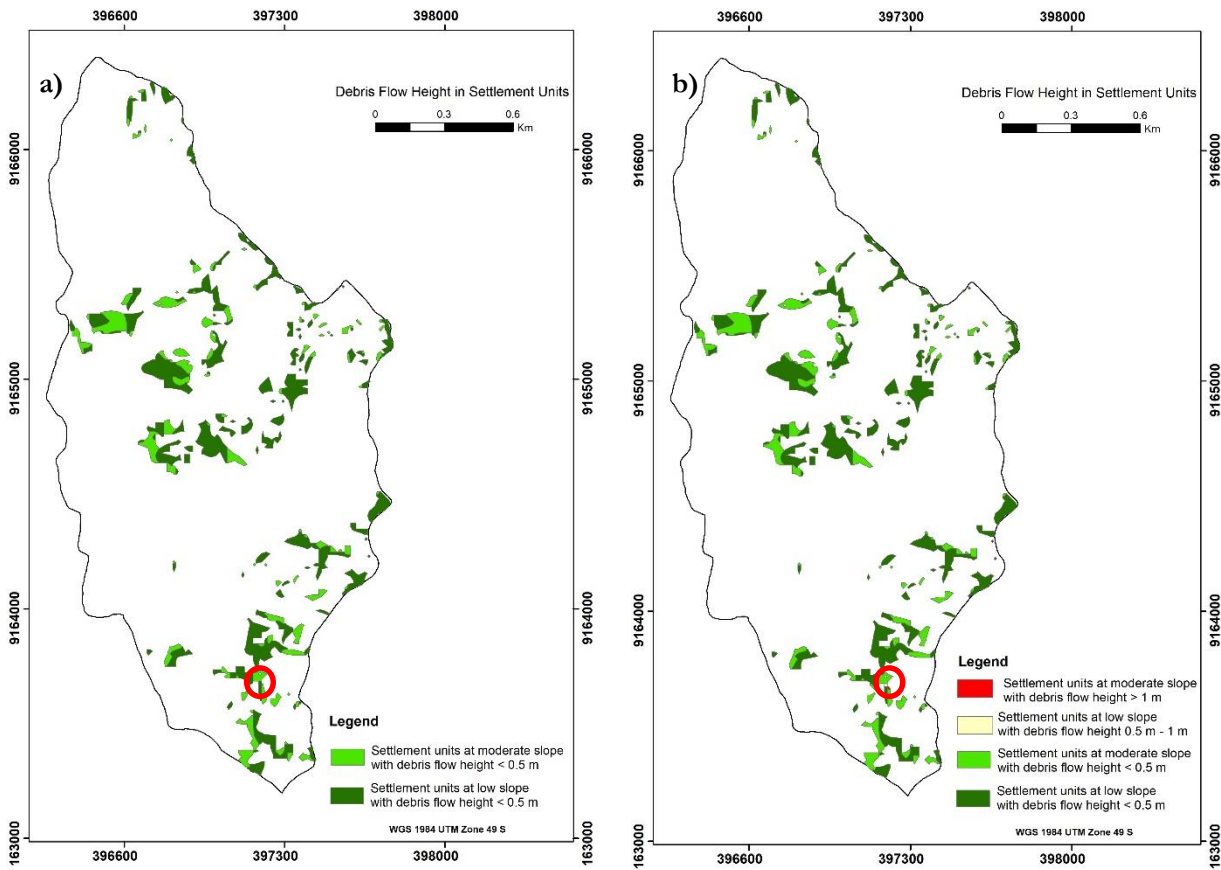 396600 397300 398000
a)
Debris Flow Height in Settlement Units
0 0.3 0.6
Km
9166000 9166000
9165000 9165000
9164000 9164000
Legend
Settlement units at moderate slope
with debris flow height < 0.5 m
Settlement units at low slope
with debris flow height < 0.5 m
WGS 1984 UTM Zone 49 S
163000 163000
396600 397300 398000
396600 397300 398000
b)
Debris Flow Height in Settlement Units
0 0.3 0.6
Km
9166000 9166000
9165000 9165000
9164000 9164000
Legend
Settlement units at moderate slope
with debris flow height > 1 m
Settlement units at low slope
with debris flow height 0.5 m - 1 m
Settlement units at moderate slope
with debris flow height < 0.5 m
Settlement units at low slope
with debris flow height < 0.5 m
WGS 1984 UTM Zone 49 S
163000 163000
396600 397300 398000